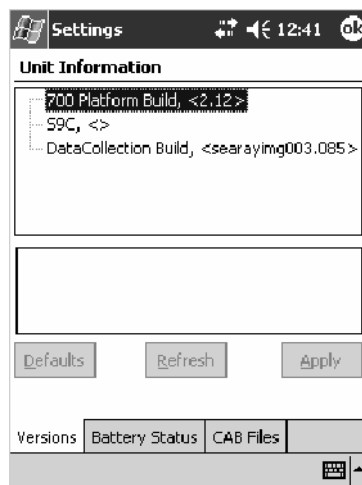 Settings 12:41 ok
Unit Information
700 Platform Build, <2.12>
S9C, <>
DataCollection Build, <searayimg003.085>
Defaults Refresh Apply
Versions Battery Status CAB Files